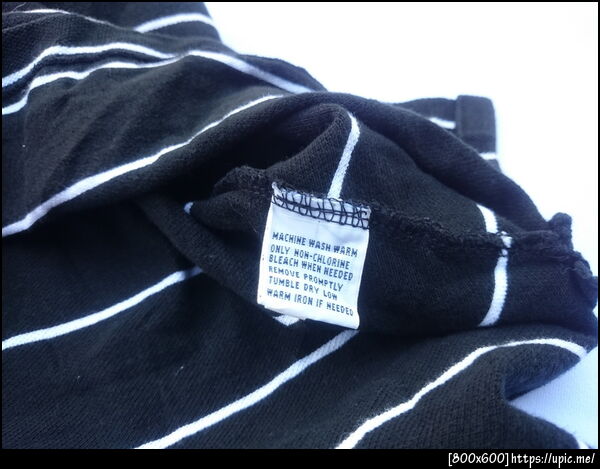 MACHINE WASH WARM
ONLY NON-CHLORINE
BLEACH WHEN NEEDED
REMOVE PROMPTLY
TUMBLE DRY LOW
WARM IRON IF NEEDED
[800x600]https://upic.me/